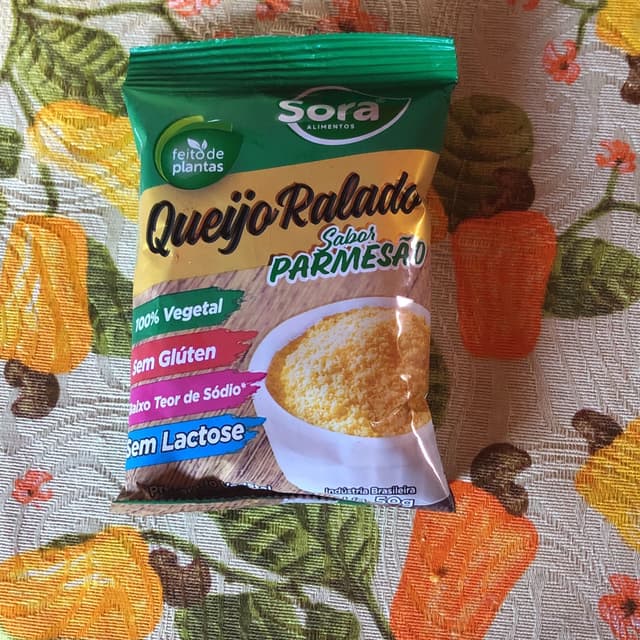 Sora
ALIMENTOS
feito de
plantas
Queijo Ralado
Sabor
PARMESÃO
100% Vegetal
Sem Glúten
Baixo Teor de Sódio*
Sem Lactose
Indústria Brasileira
50g